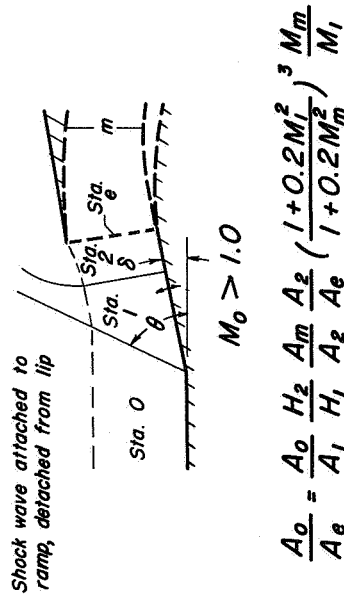 Shock wave attached to
ramp, detached from lip
Sta. 0
Sta.
1
θ
Sta.
2
δ
Sta.
e
m
M₀ > 1.0
A₀/Aₑ = A₀/A₁ H₂/H₁ Aₘ/A₂ A₂/Aₑ ((1 + 0.2M₁²)/(1 + 0.2Mₘ²))³ Mₘ/M₁